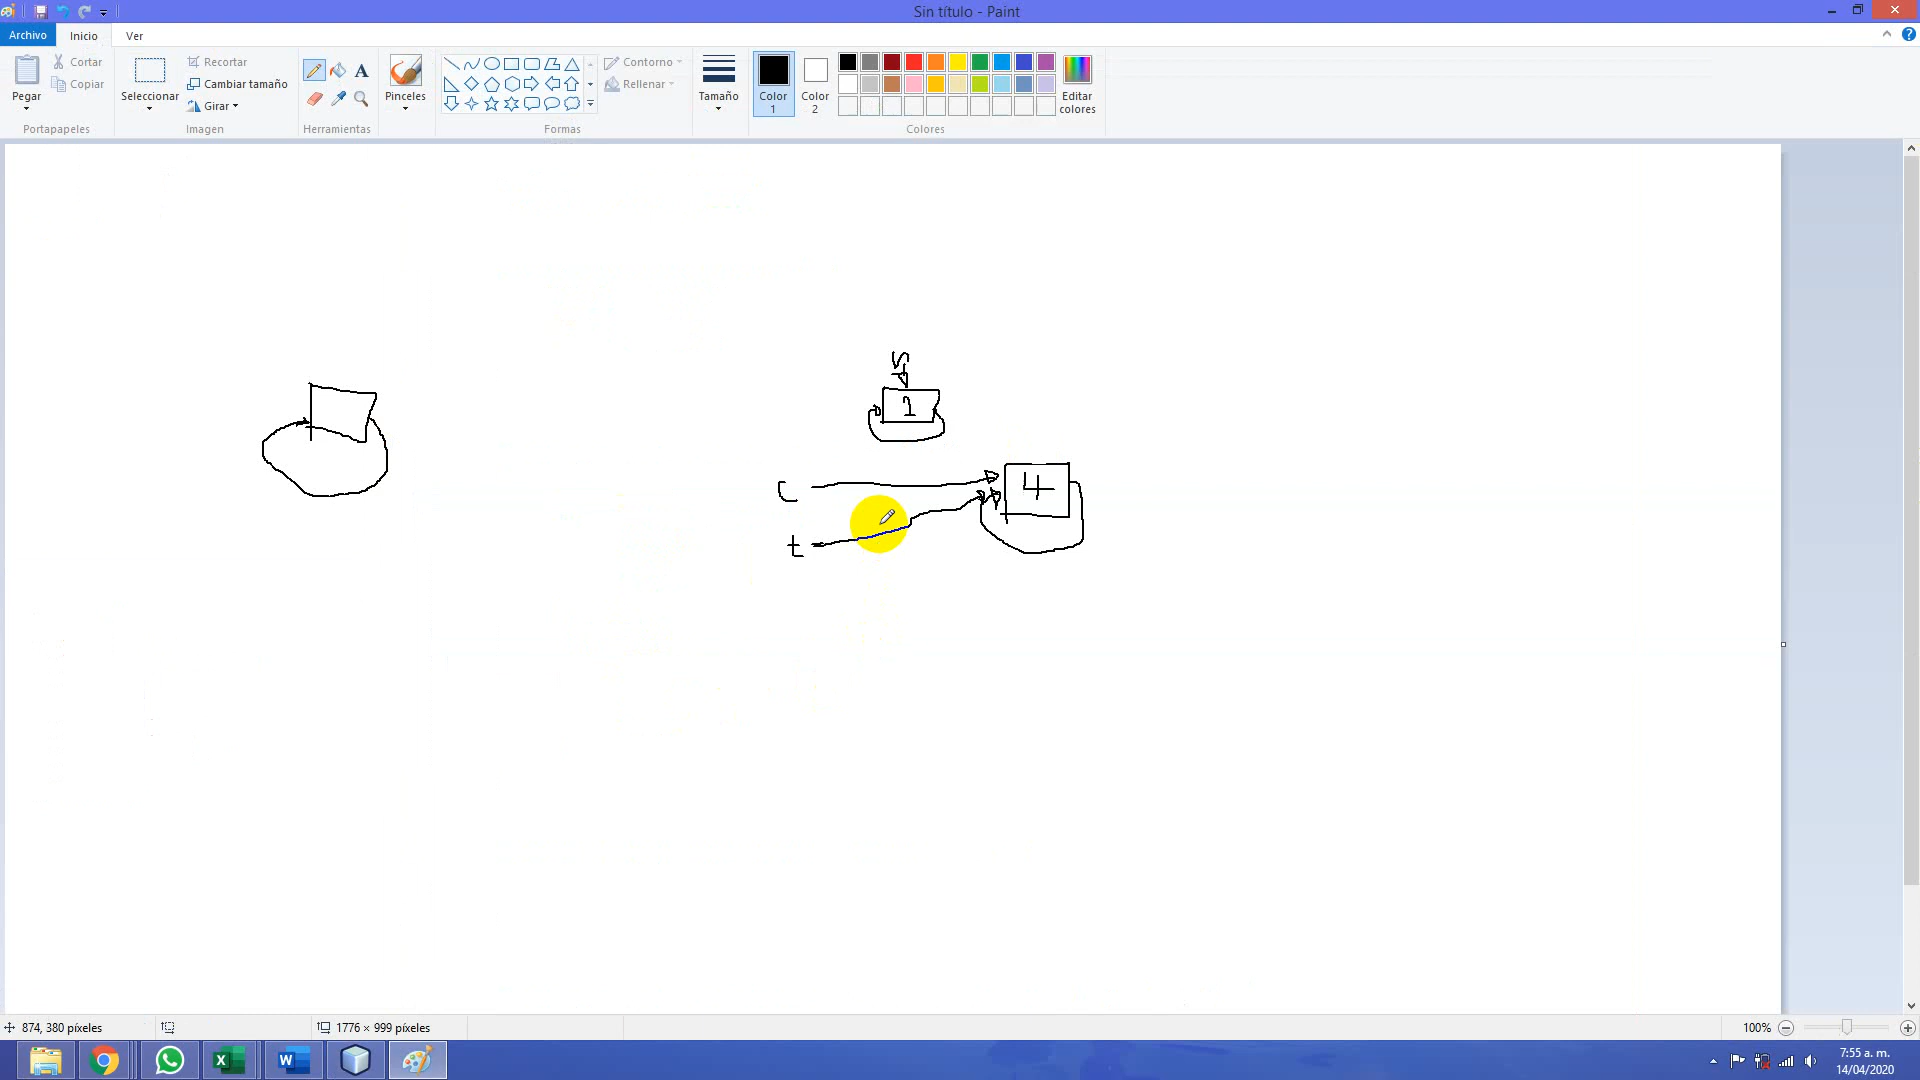 Sin título - Paint
Archivo Inicio Ver
Pegar
Cortar
Copiar
Portapapeles
Seleccionar
Recortar
Cambiar tamaño
Girar
Imagen
Herramientas
Pinceles
Contorno
Rellenar
Formas
Tamaño
Color 1
Color 2
Editar colores
Colores
1
C
4
t
874, 380 píxeles
1776 × 999 píxeles
100%
7:55 a. m.
14/04/2020